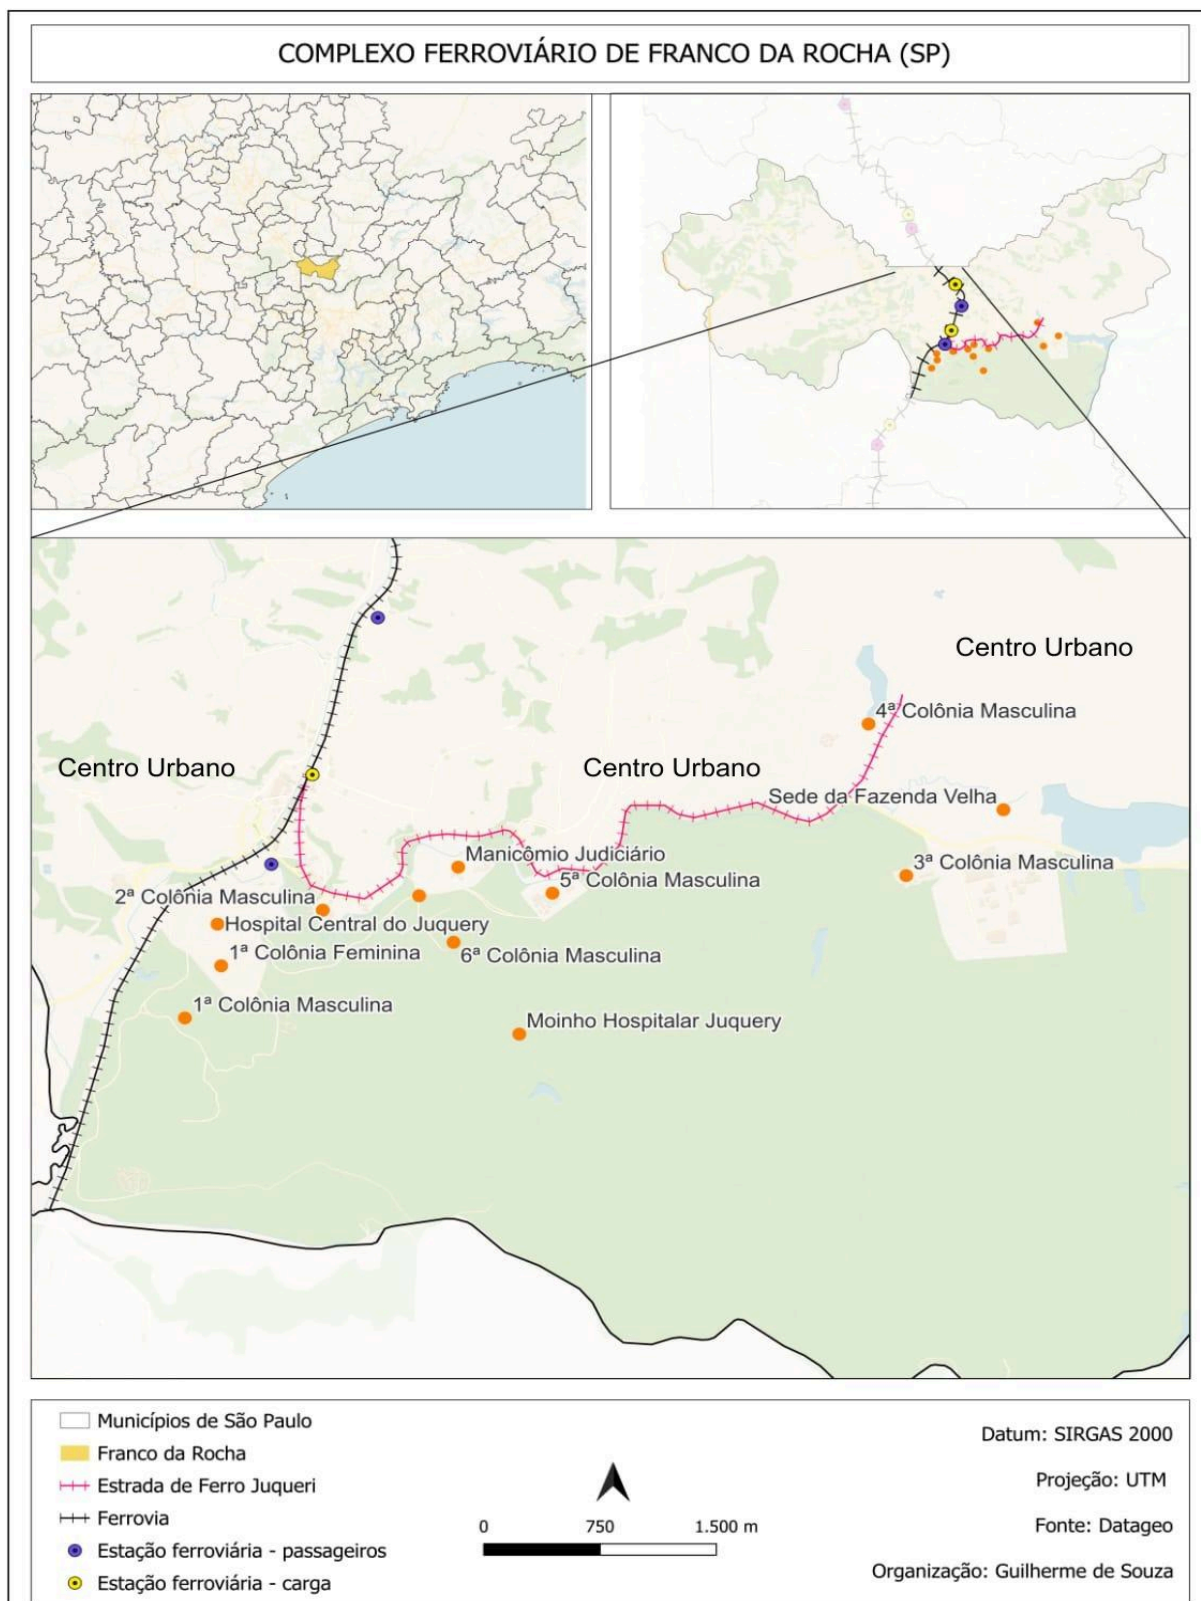 COMPLEXO FERROVIÁRIO DE FRANCO DA ROCHA (SP)
Centro Urbano
4ª Colônia Masculina
Centro Urbano
Centro Urbano
Sede da Fazenda Velha
Manicômio Judiciário
3ª Colônia Masculina
5ª Colônia Masculina
2ª Colônia Masculina
Hospital Central do Juquery
1ª Colônia Feminina
6ª Colônia Masculina
1ª Colônia Masculina
Moinho Hospitalar Juquery
Municípios de São Paulo
Franco da Rocha
Estrada de Ferro Juqueri
Ferrovia
Estação ferroviária - passageiros
Estação ferroviária - carga
0 750 1.500 m
Datum: SIRGAS 2000
Projeção: UTM
Fonte: Datageo
Organização: Guilherme de Souza